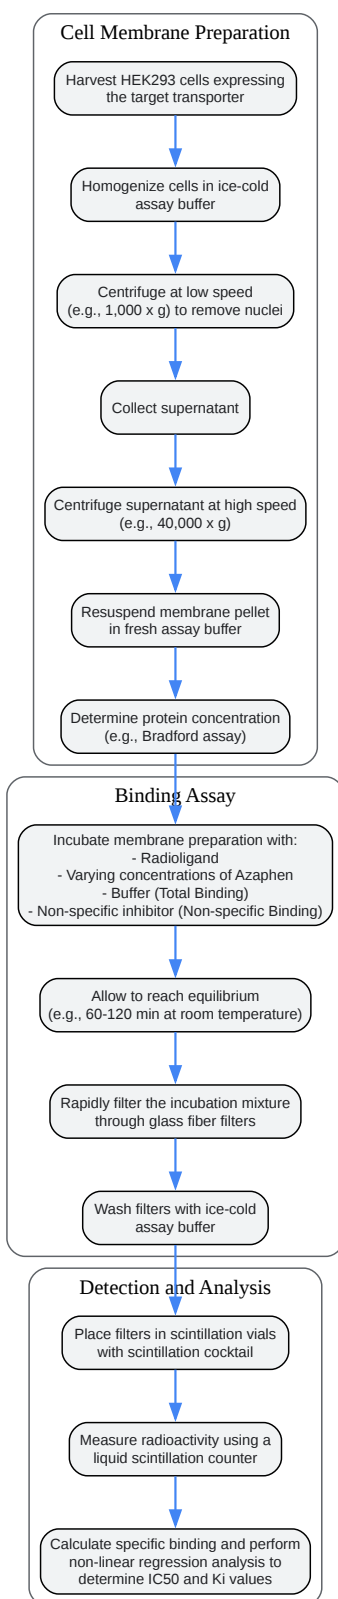 Cell Membrane Preparation
Harvest HEK293 cells expressing
the target transporter
Homogenize cells in ice-cold
assay buffer
Centrifuge at low speed
(e.g., 1,000 x g) to remove nuclei
Collect supernatant
Centrifuge supernatant at high speed
(e.g., 40,000 x g)
Resuspend membrane pellet
in fresh assay buffer
Determine protein concentration
(e.g., Bradford assay)
Binding Assay
Incubate membrane preparation with:
- Radioligand
- Varying concentrations of Azaphen
- Buffer (Total Binding)
- Non-specific inhibitor (Non-specific Binding)
Allow to reach equilibrium
(e.g., 60-120 min at room temperature)
Rapidly filter the incubation mixture
through glass fiber filters
Wash filters with ice-cold
assay buffer
Detection and Analysis
Place filters in scintillation vials
with scintillation cocktail
Measure radioactivity using a
liquid scintillation counter
Calculate specific binding and perform
non-linear regression analysis to
determine IC50 and Ki values